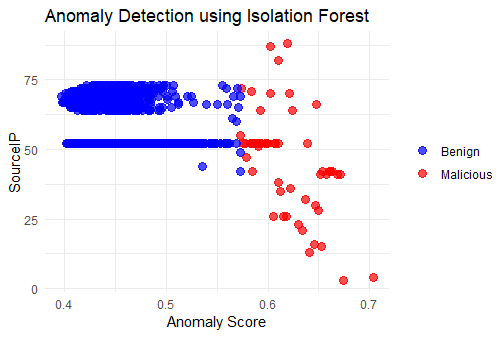 Anomaly Detection using Isolation Forest
75
50
25
0
SourceIP
0.4 0.5 0.6 0.7
Anomaly Score
Benign
Malicious